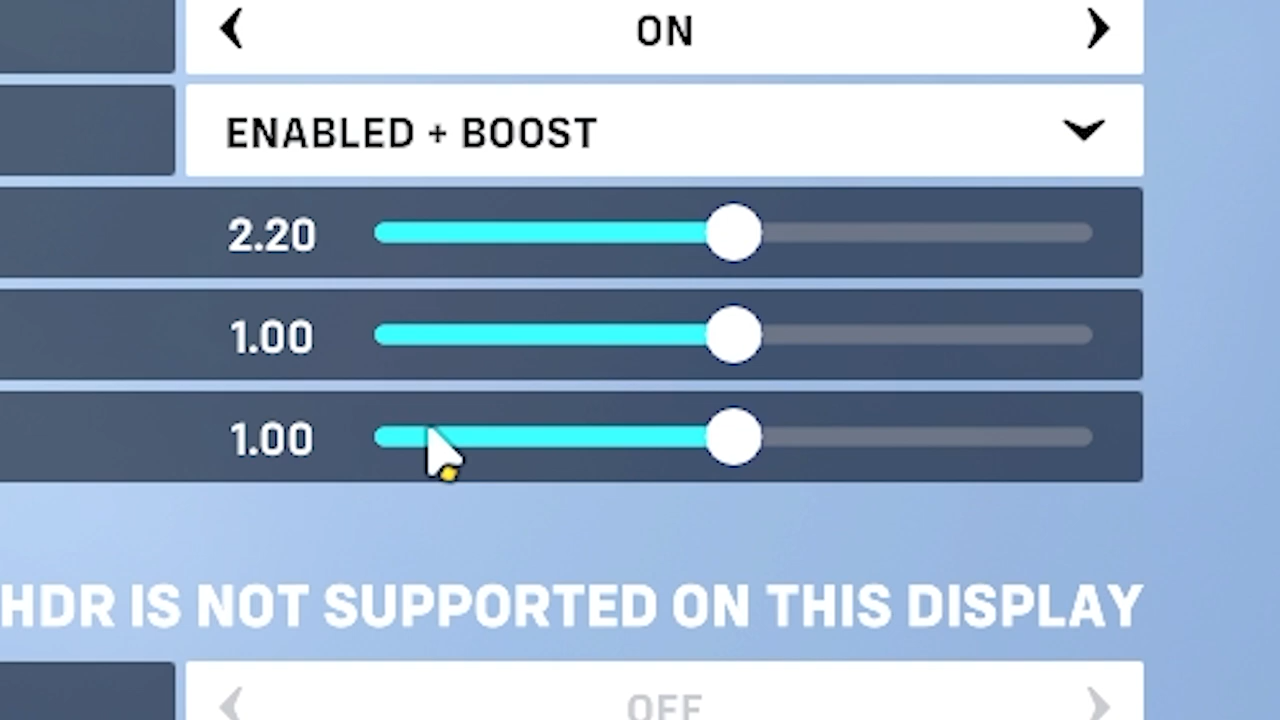 ON
ENABLED + BOOST
2.20
1.00
1.00
HDR IS NOT SUPPORTED ON THIS DISPLAY
OFF